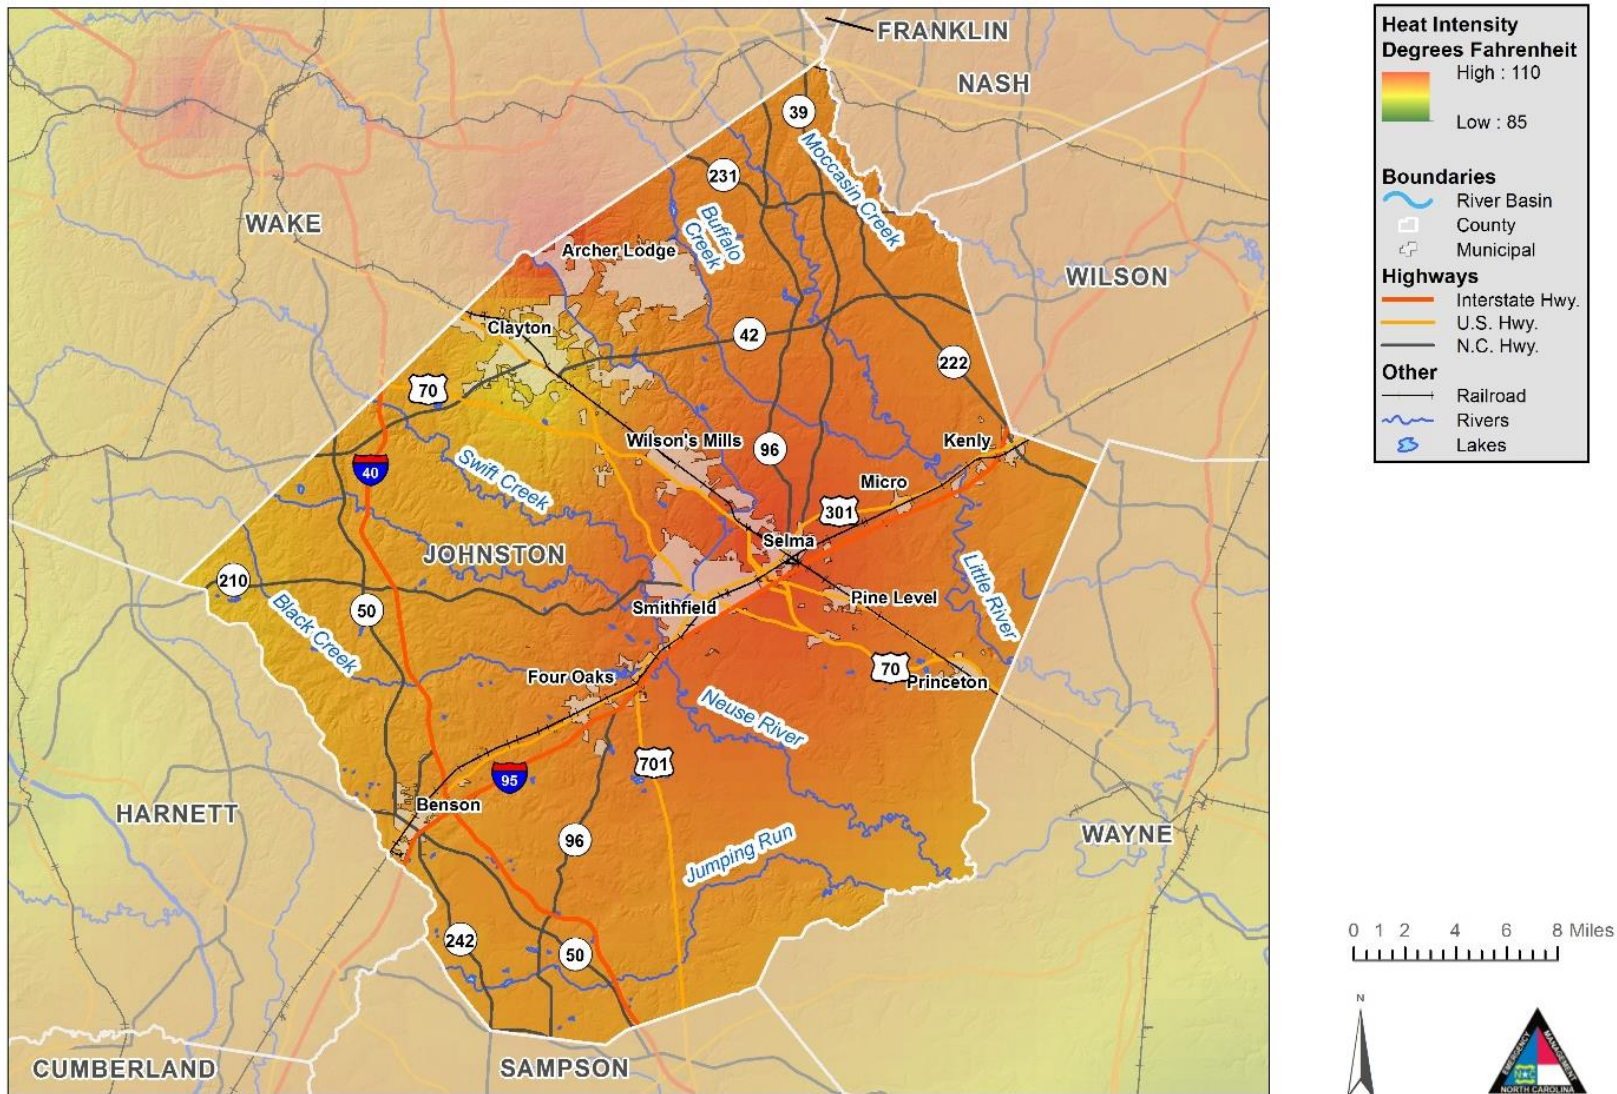 FRANKLIN
NASH
39
Moccasin Creek
231
Buffalo
Creek
WAKE
Archer Lodge
WILSON
Clayton
42
222
70
Wilson's Mills
96
Kenly
40
Swift Creek
Micro
301
Selma
JOHNSTON
210
Black Creek
50
Smithfield
Pine Level
Little River
Four Oaks
70
Princeton
Neuse River
701
95
Benson
HARNETT
96
WAYNE
Jumping Run
242
50
CUMBERLAND
SAMPSON
Heat Intensity
Degrees Fahrenheit
High : 110
Low : 85
Boundaries
River Basin
County
Municipal
Highways
Interstate Hwy.
U.S. Hwy.
N.C. Hwy.
Other
Railroad
Rivers
Lakes
0 1 2 4 6 8 Miles
N
EMERGENCY
MANAGEMENT
N C
NORTH CAROLINA